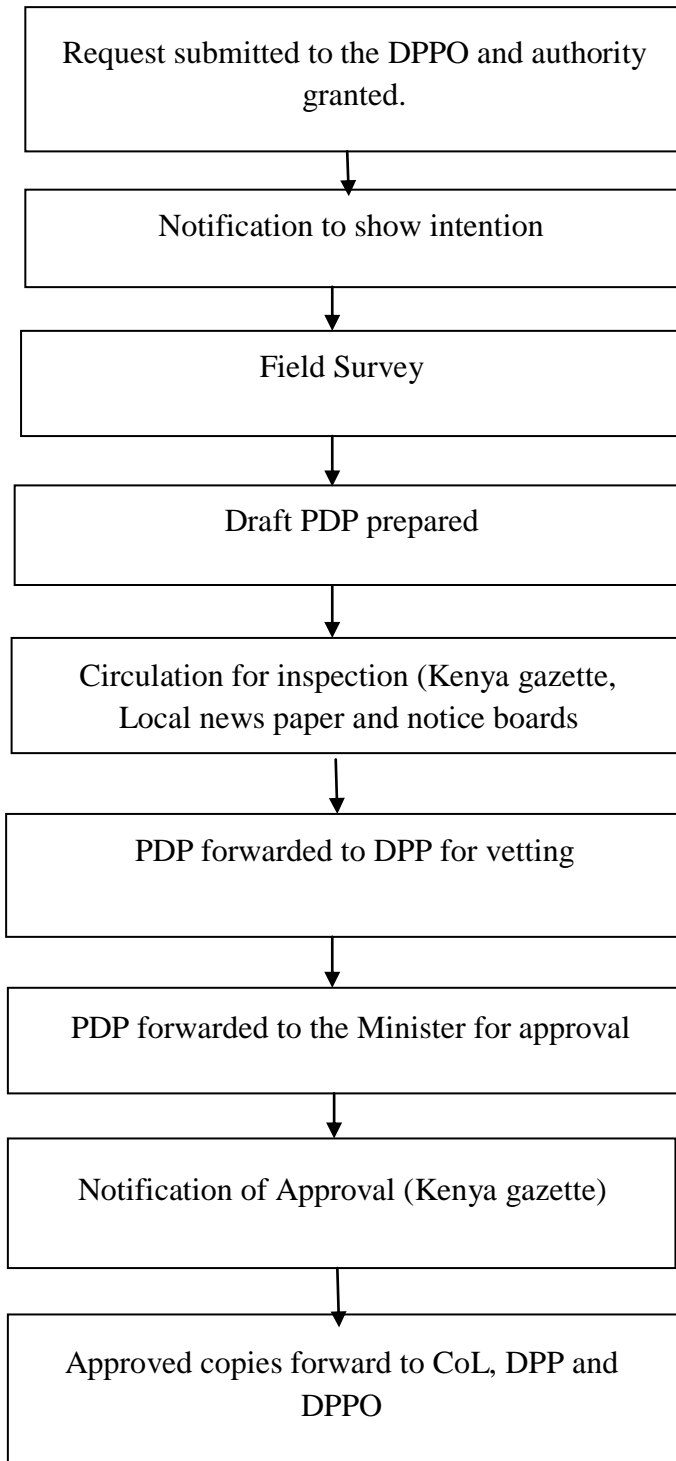 Request submitted to the DPPO and authority
granted.
Notification to show intention
Field Survey
Draft PDP prepared
Circulation for inspection (Kenya gazette,
Local news paper and notice boards
PDP forwarded to DPP for vetting
PDP forwarded to the Minister for approval
Notification of Approval (Kenya gazette)
Approved copies forward to CoL, DPP and
DPPO